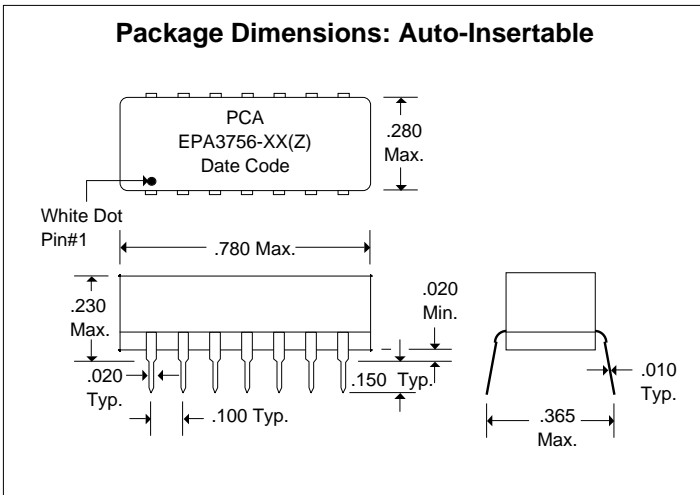 Package Dimensions: Auto-Insertable
PCA
EPA3756-XX(Z)
Date Code
.280
Max.
White Dot
Pin#1
.780 Max.
.230
Max.
.020
Min.
.020
Typ.
.150 Typ.
.100 Typ.
.010
Typ.
.365
Max.